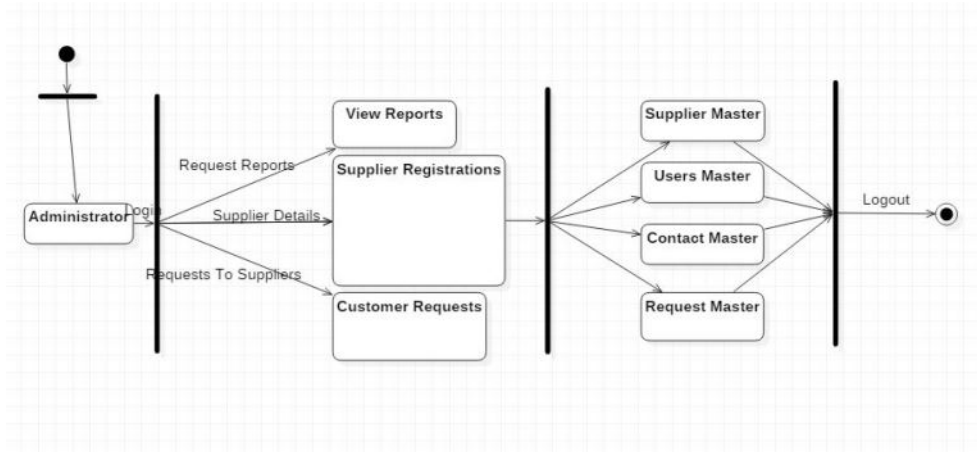 View Reports
Supplier Master
Request Reports
Supplier Registrations
Users Master
Administrator
Login
Supplier Details
Logout
Contact Master
Requests To Suppliers
Customer Requests
Request Master